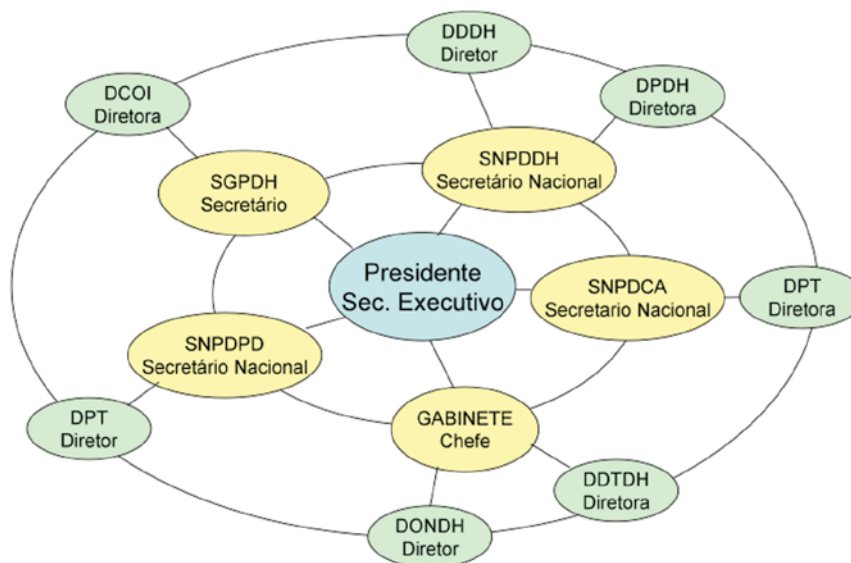 DDDH
Diretor
DPDH
Diretora
DCOI
Diretora
SNPDDH
Secretário Nacional
SGPDH
Secretário
Presidente
Sec. Executivo
SNPDCA
Secretario Nacional
DPT
Diretora
SNPDPD
Secretário Nacional
DPT
Diretor
GABINETE
Chefe
DDTDH
Diretora
DONDH
Diretor